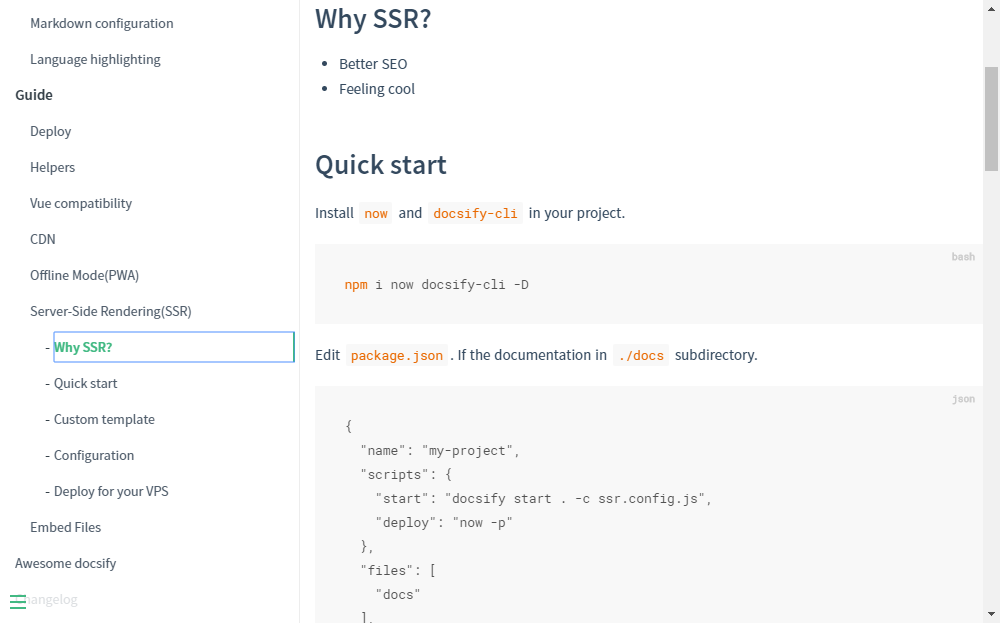 Markdown configuration
Language highlighting
Guide
Deploy
Helpers
Vue compatibility
CDN
Offline Mode(PWA)
Server-Side Rendering(SSR)
- Why SSR?
- Quick start
- Custom template
- Configuration
- Deploy for your VPS
Embed Files
Awesome docsify
Changelog
Why SSR?
• Better SEO
• Feeling cool
Quick start
Install now and docsify-cli in your project.
bash
npm i now docsify-cli -D
Edit package.json . If the documentation in ./docs subdirectory.
json
{
"name": "my-project",
"scripts": {
"start": "docsify start . -c ssr.config.js",
"deploy": "now -p"
},
"files": [
"docs"
],